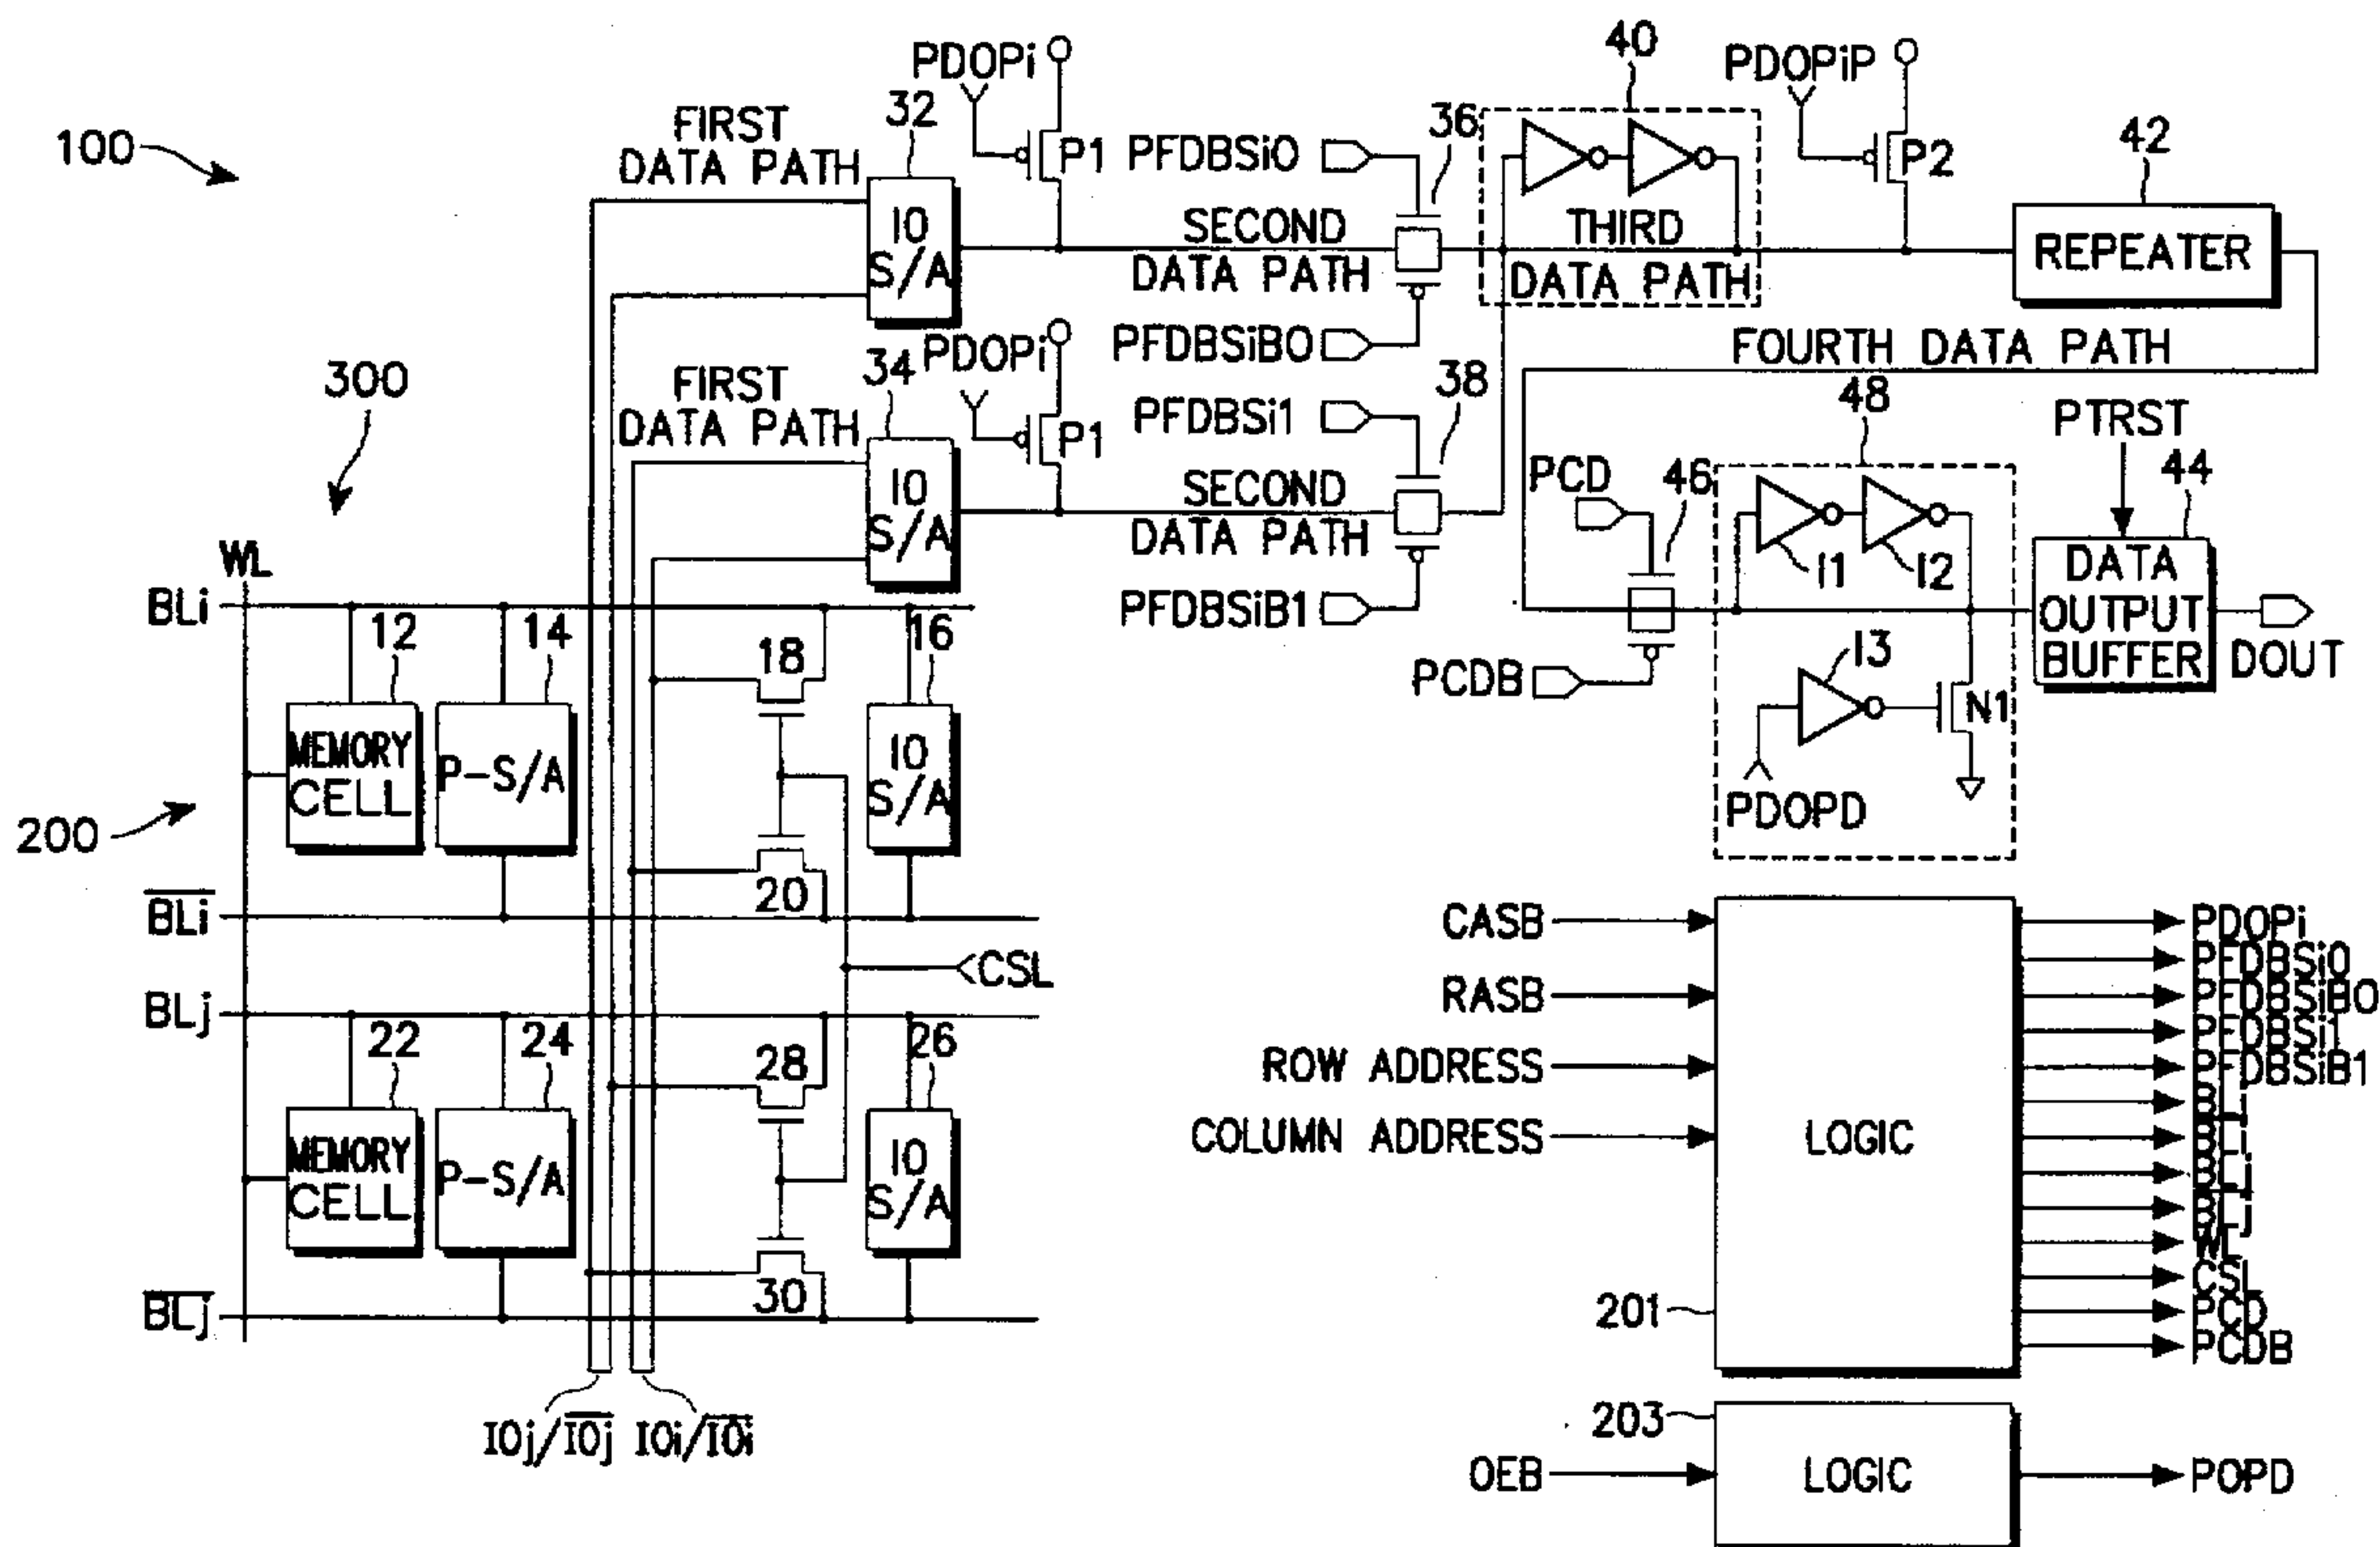 100
FIRST
DATA PATH
32
IO
S/A
PDOPi
P1
PFDBSi0
36
SECOND
DATA PATH
PFDBSiB0
40
THIRD
DATA PATH
PDOPiP
P2
42
REPEATER
FOURTH DATA PATH
300
FIRST
DATA PATH
34
IO
S/A
PDOPi
P1
PFDBSi1
38
SECOND
DATA PATH
PFDBSiB1
PCD
46
PCDB
48
I1
I2
I3
N1
PDOPD
PTRST
44
DATA
OUTPUT
BUFFER
DOUT
200
WL
BLi
12
MEMORY
CELL
14
P-S/A
18
20
16
IO
S/A
B̅L̅i̅
CSL
BLj
22
MEMORY
CELL
24
P-S/A
28
30
26
IO
S/A
B̅L̅j̅
IOj/I̅O̅j̅ IOi/I̅O̅i̅
CASB
RASB
ROW ADDRESS
COLUMN ADDRESS
LOGIC
201
PDOPi
PFDBSi0
PFDBSiB0
PFDBSi1
PFDBSiB1
BLi
B̅L̅i̅
BLj
B̅L̅j̅
WL
CSL
PCD
PCDB
203
OEB
LOGIC
POPD